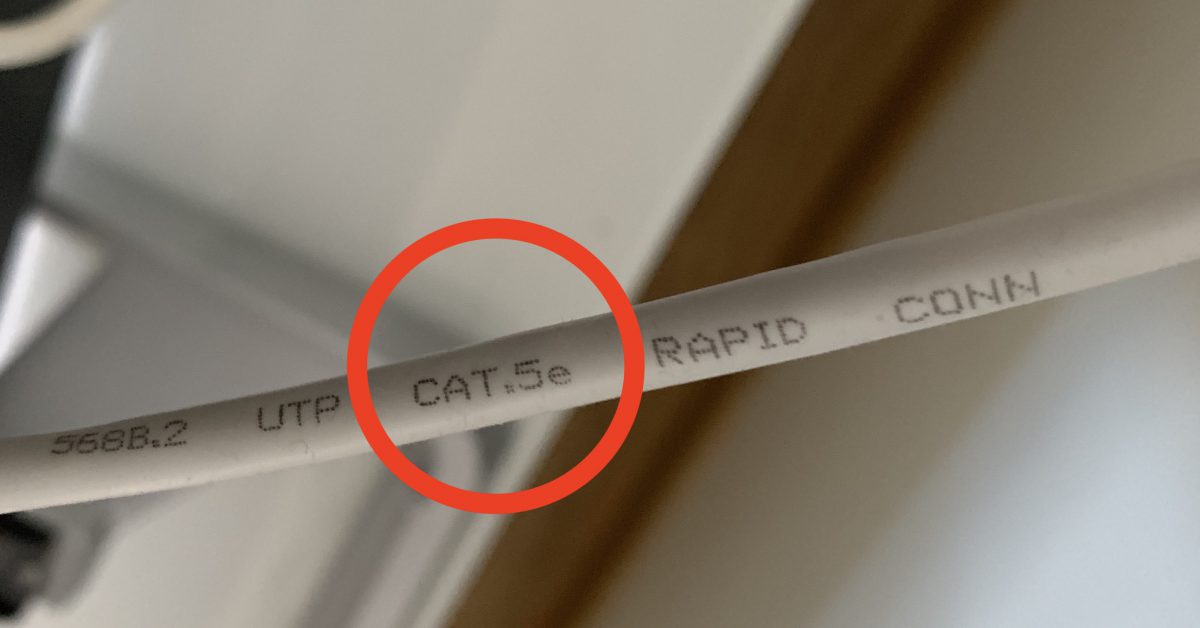 568B.2 UTP CAT.5e RAPID CONN